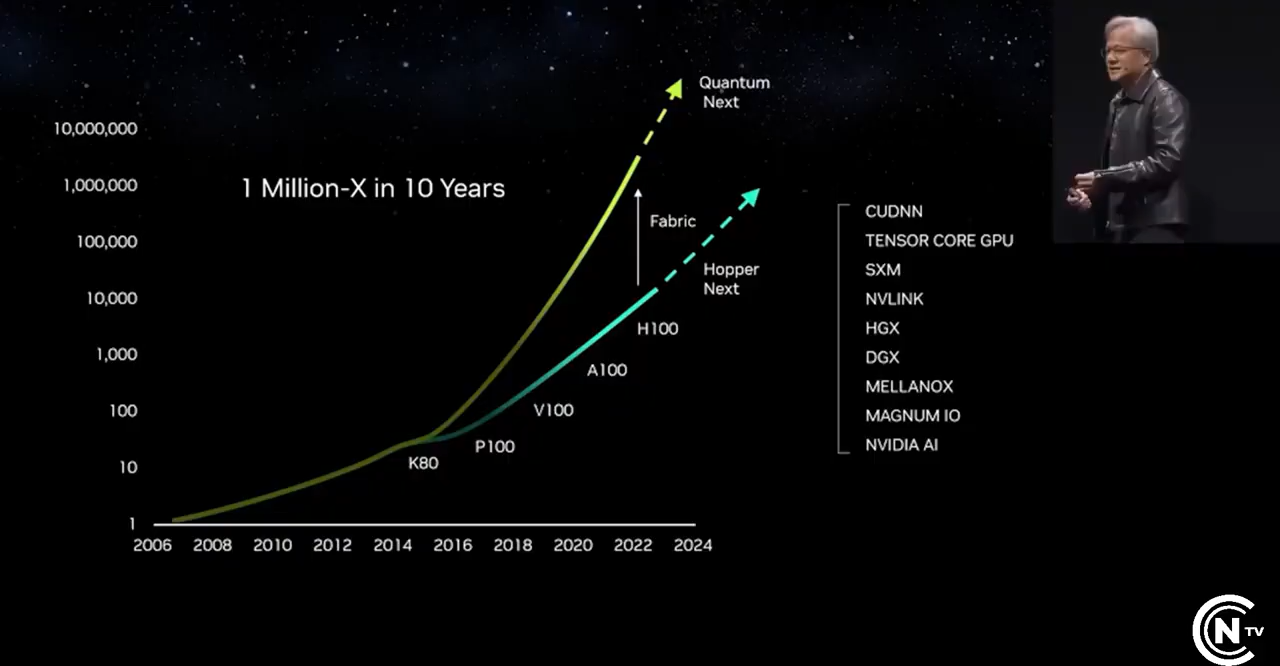 1 Million-X in 10 Years
10,000,000
1,000,000
100,000
10,000
1,000
100
10
1
2006 2008 2010 2012 2014 2016 2018 2020 2022 2024
Quantum
Next
Fabric
Hopper
Next
H100
A100
V100
P100
K80
CUDNN
TENSOR CORE GPU
SXM
NVLINK
HGX
DGX
MELLANOX
MAGNUM IO
NVIDIA AI
CN TV